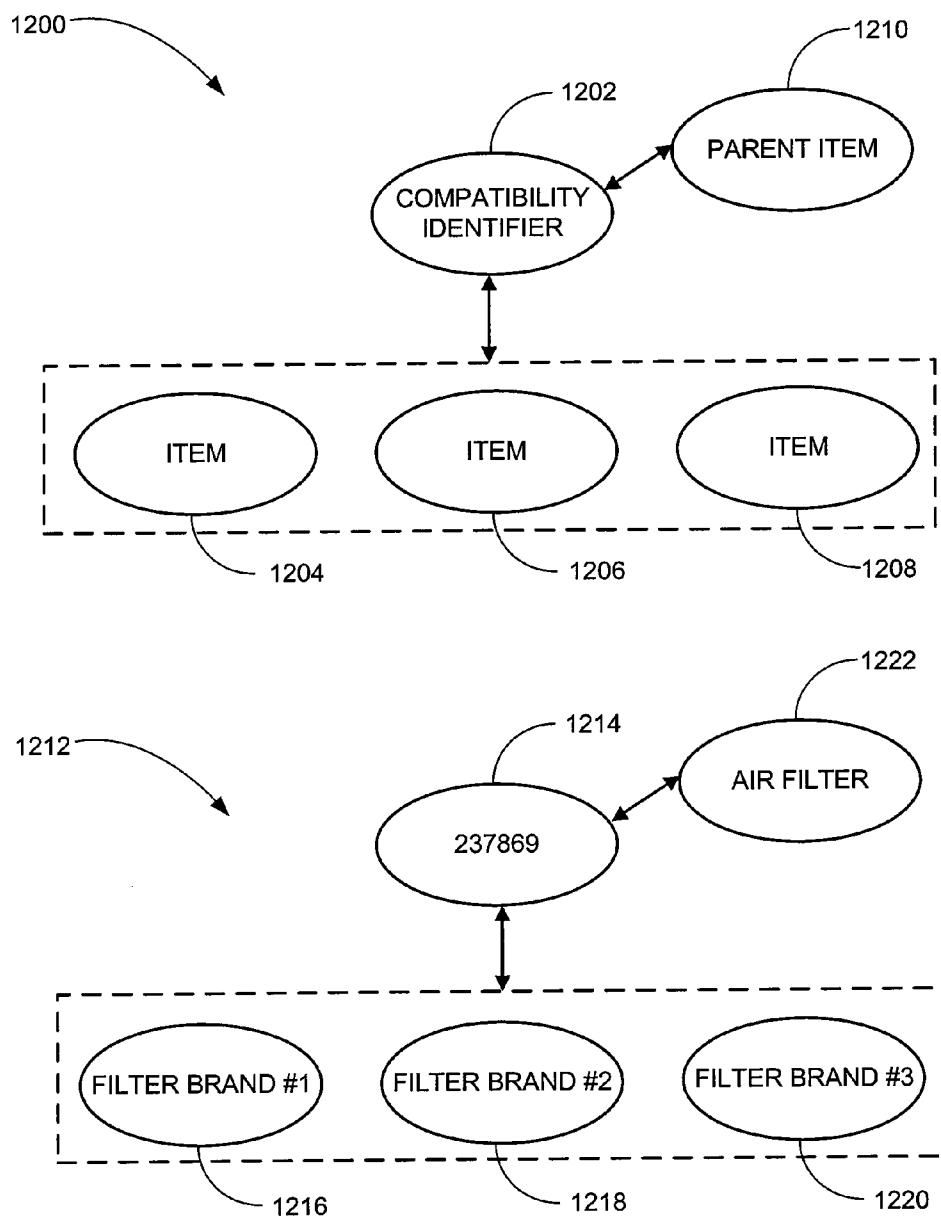 1200
1210
1202
PARENT ITEM
COMPATIBILITY
IDENTIFIER
ITEM
ITEM
ITEM
1204
1206
1208
1222
1214
1212
AIR FILTER
237869
FILTER BRAND #1
FILTER BRAND #2
FILTER BRAND #3
1216
1218
1220